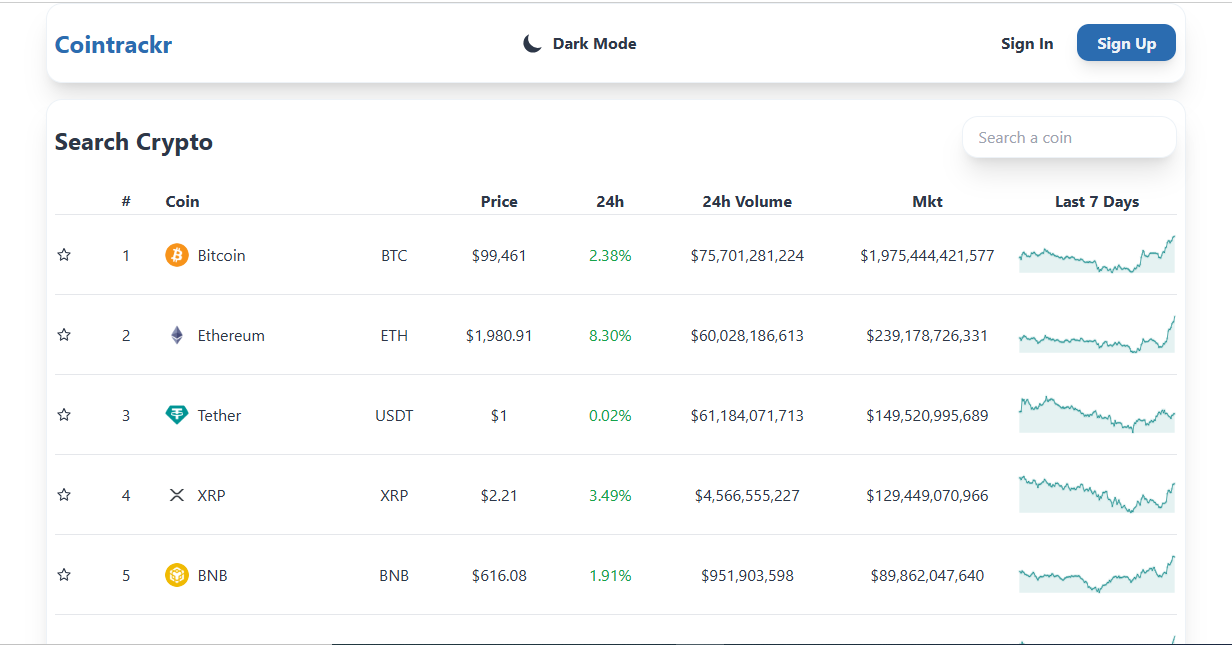 Cointrackr Dark Mode Sign In Sign Up
Search Crypto Search a coin
# Coin Price 24h 24h Volume Mkt Last 7 Days
1 Bitcoin BTC $99,461 2.38% $75,701,281,224 $1,975,444,421,577
2 Ethereum ETH $1,980.91 8.30% $60,028,186,613 $239,178,726,331
3 Tether USDT $1 0.02% $61,184,071,713 $149,520,995,689
4 XRP XRP $2.21 3.49% $4,566,555,227 $129,449,070,966
5 BNB BNB $616.08 1.91% $951,903,598 $89,862,047,640